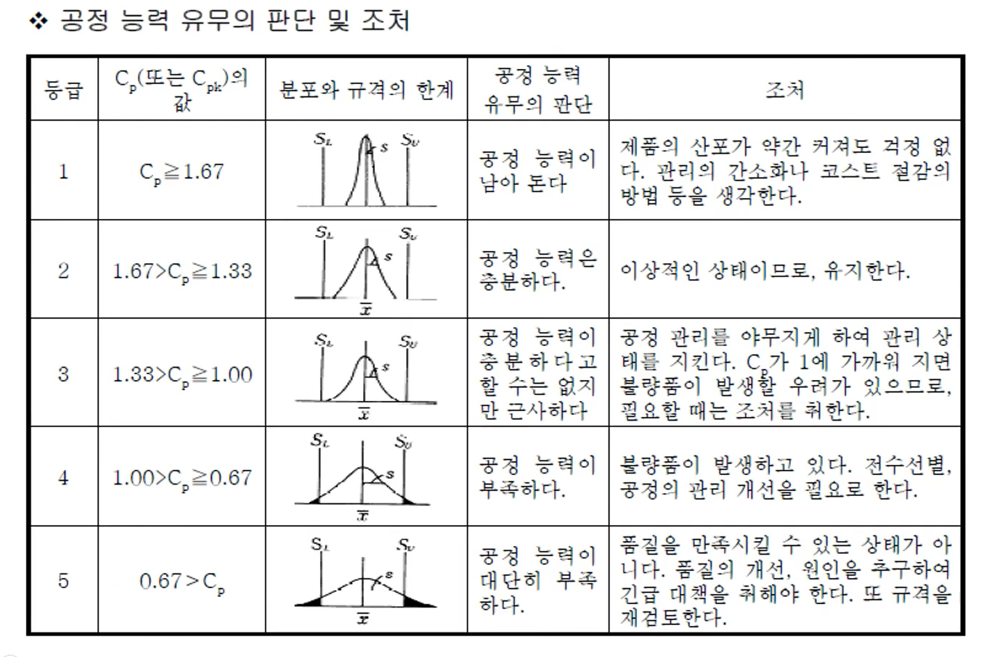 ❖ 공정 능력 유무의 판단 및 조처
등급
C_p(또는 C_pk)의
값
분포와 규격의 한계
공정 능력
유무의 판단
조처
1
C_p≧1.67
S_L
S_U
s
공정 능력이
남아 돈다
제품의 산포가 약간 커져도 걱정 없
다. 관리의 간소화나 코스트 절감의
방법 등을 생각한다.
2
1.67>C_p≧1.33
S_L
S_U
s
x̅
공정 능력은
충분하다.
이상적인 상태이므로, 유지한다.
3
1.33>C_p≧1.00
S_L
S_U
s
x̅
공정 능력이
충분하다고
할 수는 없지
만 근사하다
공정 관리를 야무지게 하여 관리 상
태를 지킨다. C_p가 1에 가까워 지면
불량품이 발생할 우려가 있으므로,
필요할 때는 조처를 취한다.
4
1.00>C_p≧0.67
S_L
S_U
s
x̅
공정 능력이
부족하다.
불량품이 발생하고 있다. 전수선별,
공정의 관리 개선을 필요로 한다.
5
0.67>C_p
S_L
S_U
s
x̅
공정 능력이
대단히 부족
하다.
품질을 만족시킬 수 있는 상태가 아
니다. 품질의 개선, 원인을 추구하여
긴급 대책을 취해야 한다. 또 규격을
재검토한다.